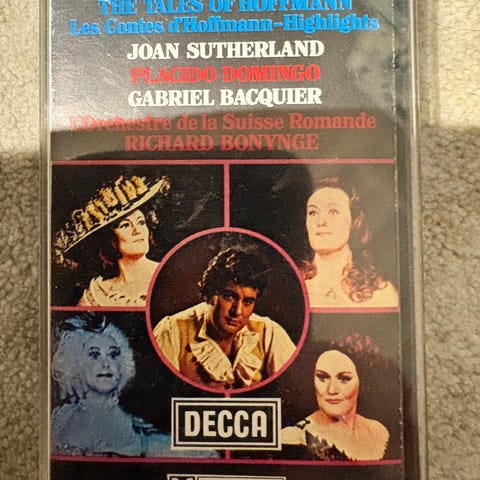 THE TALES OF HOFFMANN
Les Contes d'Hoffmann-Highlights
JOAN SUTHERLAND
PLACIDO DOMINGO
GABRIEL BACQUIER
L'Orchestre de la Suisse Romande
RICHARD BONYNGE
DECCA